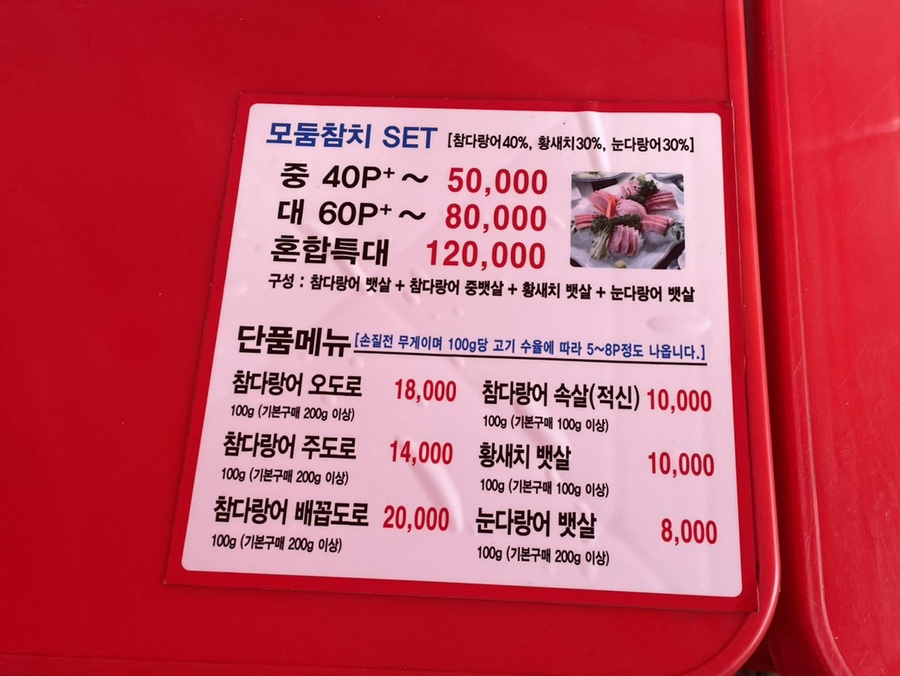 모둠참치 SET [참다랑어40%, 황새치30%, 눈다랑어30%]
중 40P+ ~ 50,000
대 60P+ ~ 80,000
혼합특대 120,000
구성 : 참다랑어 뱃살 + 참다랑어 중뱃살 + 황새치 뱃살 + 눈다랑어 뱃살
단품메뉴 [손질전 무게이며 100g당 고기 수율에 따라 5~8P정도 나옵니다.]
참다랑어 오도로 18,000
100g (기본구매 200g 이상)
참다랑어 주도로 14,000
100g (기본구매 200g 이상)
참다랑어 배꼽도로 20,000
100g (기본구매 200g 이상)
참다랑어 속살(적신) 10,000
100g (기본구매 100g 이상)
황새치 뱃살 10,000
100g (기본구매 100g 이상)
눈다랑어 뱃살 8,000
100g (기본구매 200g 이상)